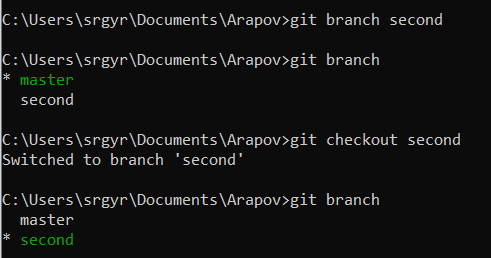 C:\Users\srgyr\Documents\Arapov>git branch second
C:\Users\srgyr\Documents\Arapov>git branch
* master
  second
C:\Users\srgyr\Documents\Arapov>git checkout second
Switched to branch 'second'
C:\Users\srgyr\Documents\Arapov>git branch
  master
* second